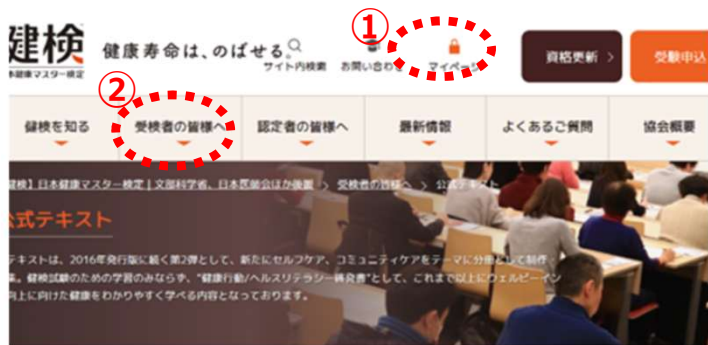 健検
日本健康マスター検定
健康寿命は、のばせる。
サイト内検索 お問い合わせ マイページ
資格更新 >
受験申込
①
②
健検を知る 受検者の皆様へ 認定者の皆様へ 最新情報 よくあるご質問 協会概要
健検】日本健康マスター検定 | 文部科学省、日本医師会ほか後援 > 受検者の皆様へ > 公式テキスト
公式テキスト
テキストは、2016年発行版に続く第2弾として、新たにセルフケア、コミュニティケアをテーマに分冊として制作
集。健検試験のための学習のみならず、"健康行動/ヘルスリテラシー啓発書"として、これまで以上にウェルビーイン
向上に向けた健康をわかりやすく学べる内容となっております。